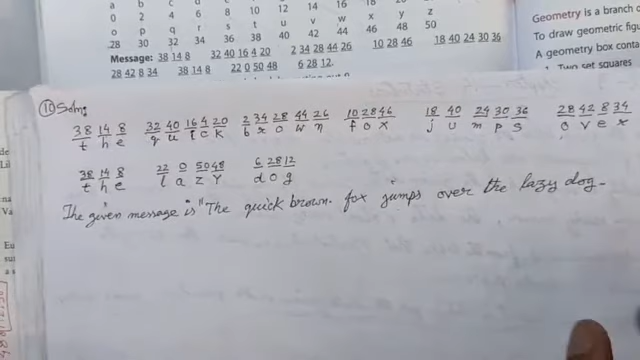 a b c d
0 2 4 6 8 10 12 14 16 18 20 22 24 26
o p q r s t u v w x y z
28 30 32 34 36 38 40 42 44 46 48 50
Message: 38 14 8 32 40 16 4 20 2 34 28 44 26 10 28 46 18 40 24 30 36
28 42 8 34 38 14 8 22 0 50 48 6 28 12.
Geometry is a branch o
To draw geometric figu
A geometry box conta
1. Two set squares
10 Soln:
38 14 8 32 40 16 4 20 2 34 28 44 26 10 28 46 18 40 24 30 36 28 42 8 34
t h e q u i c k b r o w n f o x j u m p s o v e r
38 14 8 22 0 50 48 6 28 12
t h e l a z y d o g
The given message is "The quick brown. fox jumps over the lazy dog.